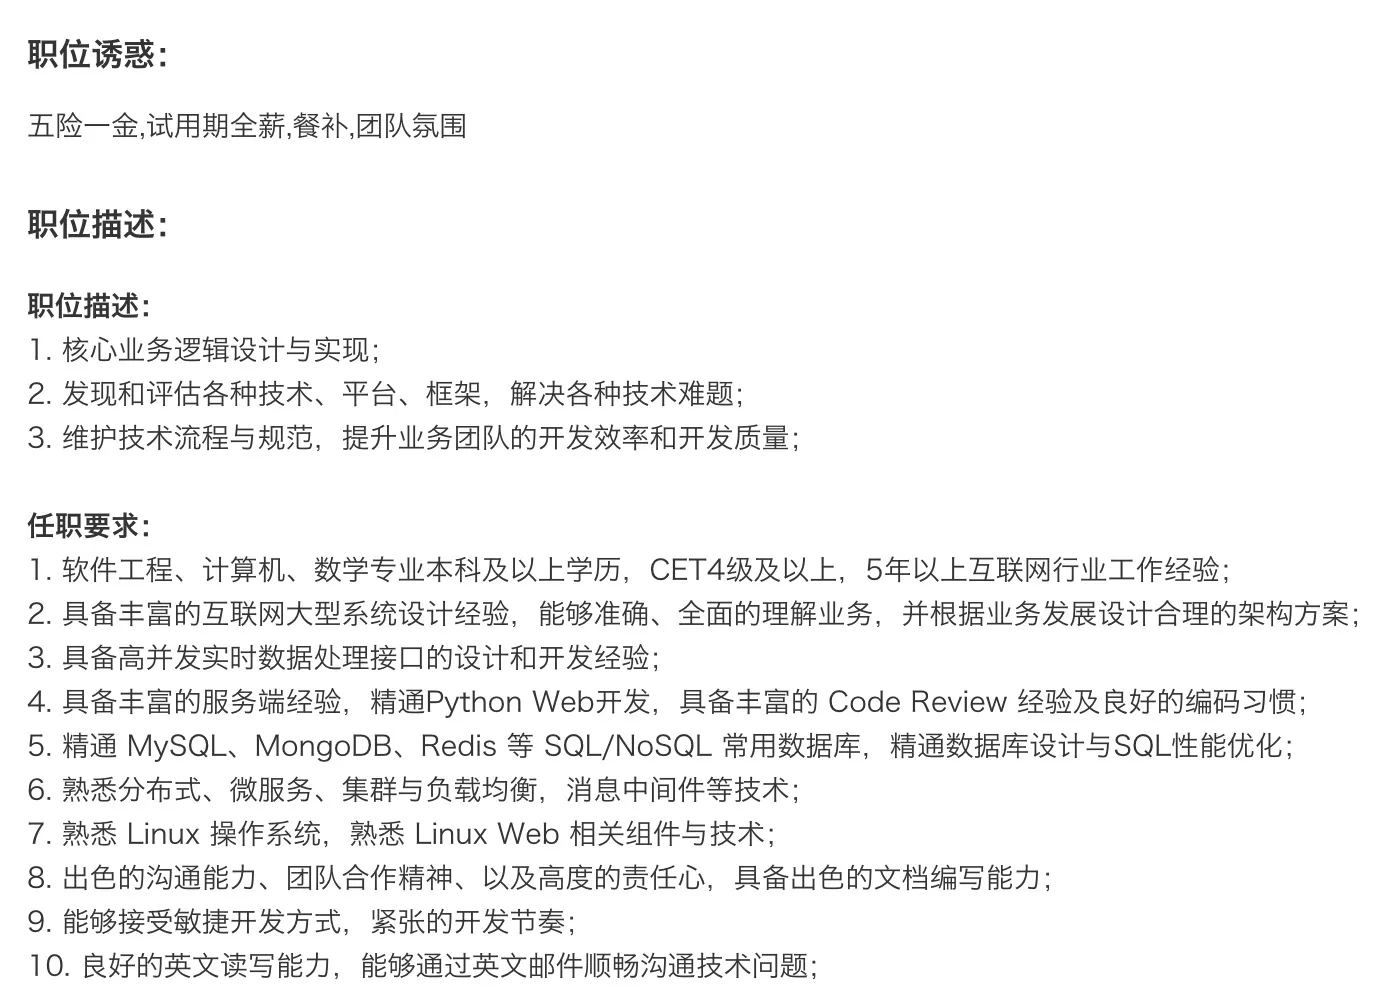 职位诱惑：
五险一金,试用期全薪,餐补,团队氛围
职位描述：
职位描述：
1. 核心业务逻辑设计与实现；
2. 发现和评估各种技术、平台、框架，解决各种技术难题；
3. 维护技术流程与规范，提升业务团队的开发效率和开发质量；
任职要求：
1. 软件工程、计算机、数学专业本科及以上学历，CET4级及以上，5年以上互联网行业工作经验；
2. 具备丰富的互联网大型系统设计经验，能够准确、全面的理解业务，并根据业务发展设计合理的架构方案；
3. 具备高并发实时数据处理接口的设计和开发经验；
4. 具备丰富的服务端经验，精通Python Web开发，具备丰富的 Code Review 经验及良好的编码习惯；
5. 精通 MySQL、MongoDB、Redis 等 SQL/NoSQL 常用数据库，精通数据库设计与SQL性能优化；
6. 熟悉分布式、微服务、集群与负载均衡，消息中间件等技术；
7. 熟悉 Linux 操作系统，熟悉 Linux Web 相关组件与技术；
8. 出色的沟通能力、团队合作精神、以及高度的责任心，具备出色的文档编写能力；
9. 能够接受敏捷开发方式，紧张的开发节奏；
10. 良好的英文读写能力，能够通过英文邮件顺畅沟通技术问题；